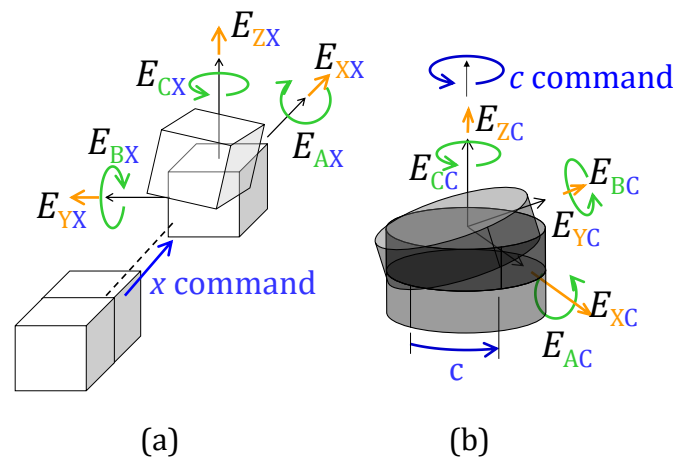 E_ZX
E_CX
E_XX
E_AX
E_BX
E_YX
x command
(a)
c command
E_ZC
E_CC
E_BC
E_YC
E_XC
E_AC
c
(b)